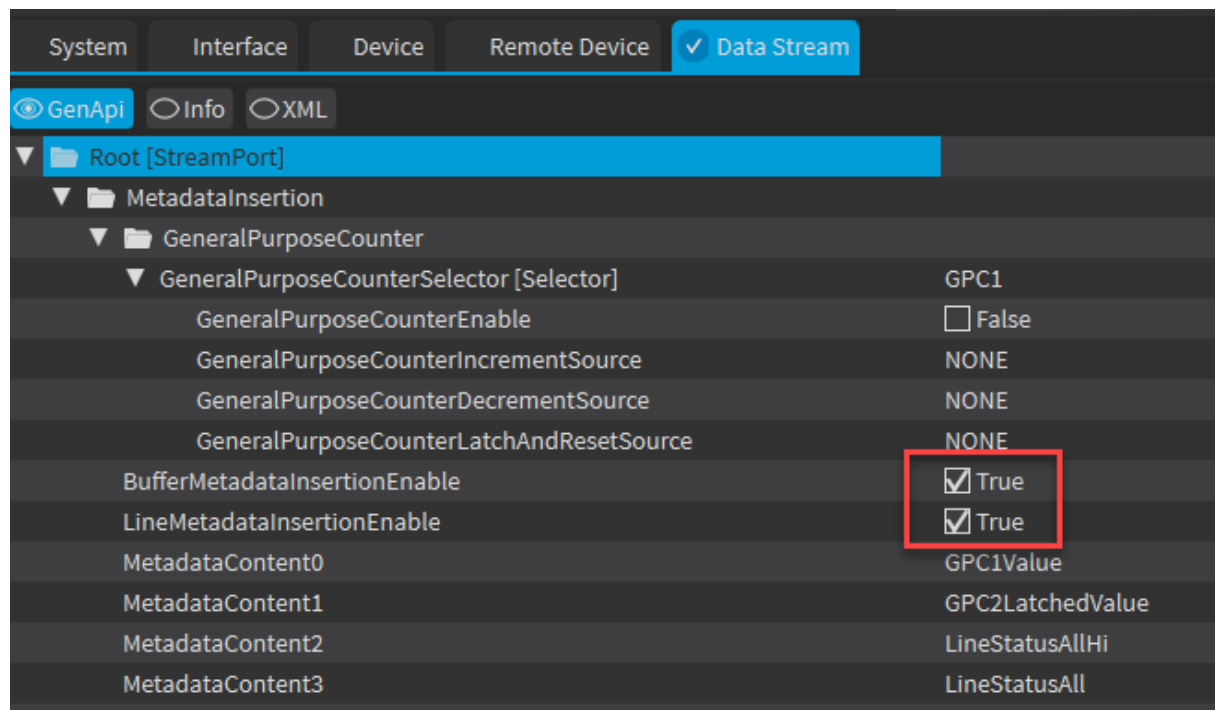 System Interface Device Remote Device Data Stream
GenApi Info XML
Root [StreamPort]
MetadataInsertion
GeneralPurposeCounter
GeneralPurposeCounterSelector [Selector] GPC1
GeneralPurposeCounterEnable False
GeneralPurposeCounterIncrementSource NONE
GeneralPurposeCounterDecrementSource NONE
GeneralPurposeCounterLatchAndResetSource NONE
BufferMetadataInsertionEnable True
LineMetadataInsertionEnable True
MetadataContent0 GPC1Value
MetadataContent1 GPC2LatchedValue
MetadataContent2 LineStatusAllHi
MetadataContent3 LineStatusAll